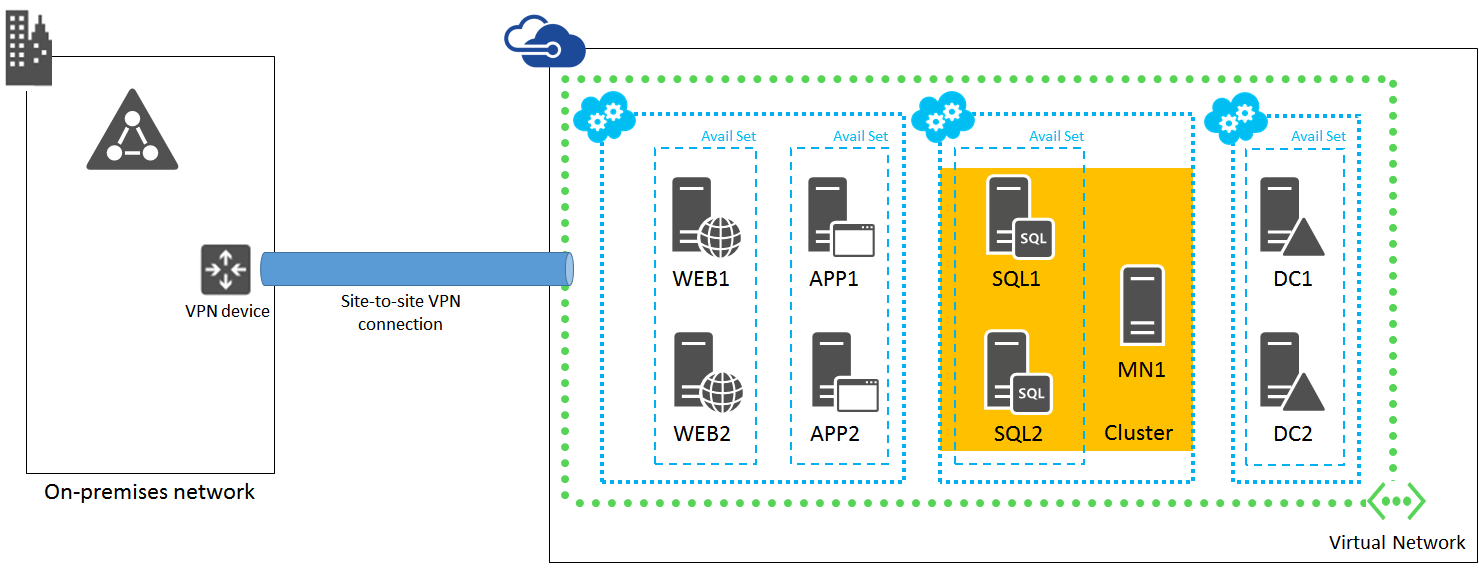 Avail Set
Avail Set
Avail Set
Avail Set
SQL
WEB1
APP1
SQL1
DC1
VPN device
Site-to-site VPN
connection
MN1
SQL
WEB2
APP2
SQL2
Cluster
DC2
On-premises network
Virtual Network